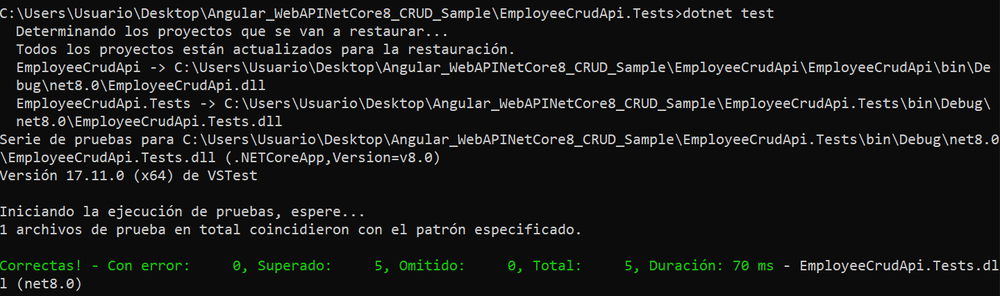 C:\Users\Usuario\Desktop\Angular_WebAPINetCore8_CRUD_Sample\EmployeeCrudApi.Tests>dotnet test
  Determinando los proyectos que se van a restaurar...
  Todos los proyectos están actualizados para la restauración.
  EmployeeCrudApi -> C:\Users\Usuario\Desktop\Angular_WebAPINetCore8_CRUD_Sample\EmployeeCrudApi\EmployeeCrudApi\bin\De
  bug\net8.0\EmployeeCrudApi.dll
  EmployeeCrudApi.Tests -> C:\Users\Usuario\Desktop\Angular_WebAPINetCore8_CRUD_Sample\EmployeeCrudApi.Tests\bin\Debug\
  net8.0\EmployeeCrudApi.Tests.dll
Serie de pruebas para C:\Users\Usuario\Desktop\Angular_WebAPINetCore8_CRUD_Sample\EmployeeCrudApi.Tests\bin\Debug\net8.0
\EmployeeCrudApi.Tests.dll (.NETCoreApp,Version=v8.0)
Versión 17.11.0 (x64) de VSTest

Iniciando la ejecución de pruebas, espere...
1 archivos de prueba en total coincidieron con el patrón especificado.

Correctas! - Con error:     0, Superado:     5, Omitido:     0, Total:     5, Duración: 70 ms - EmployeeCrudApi.Tests.dl
l (net8.0)